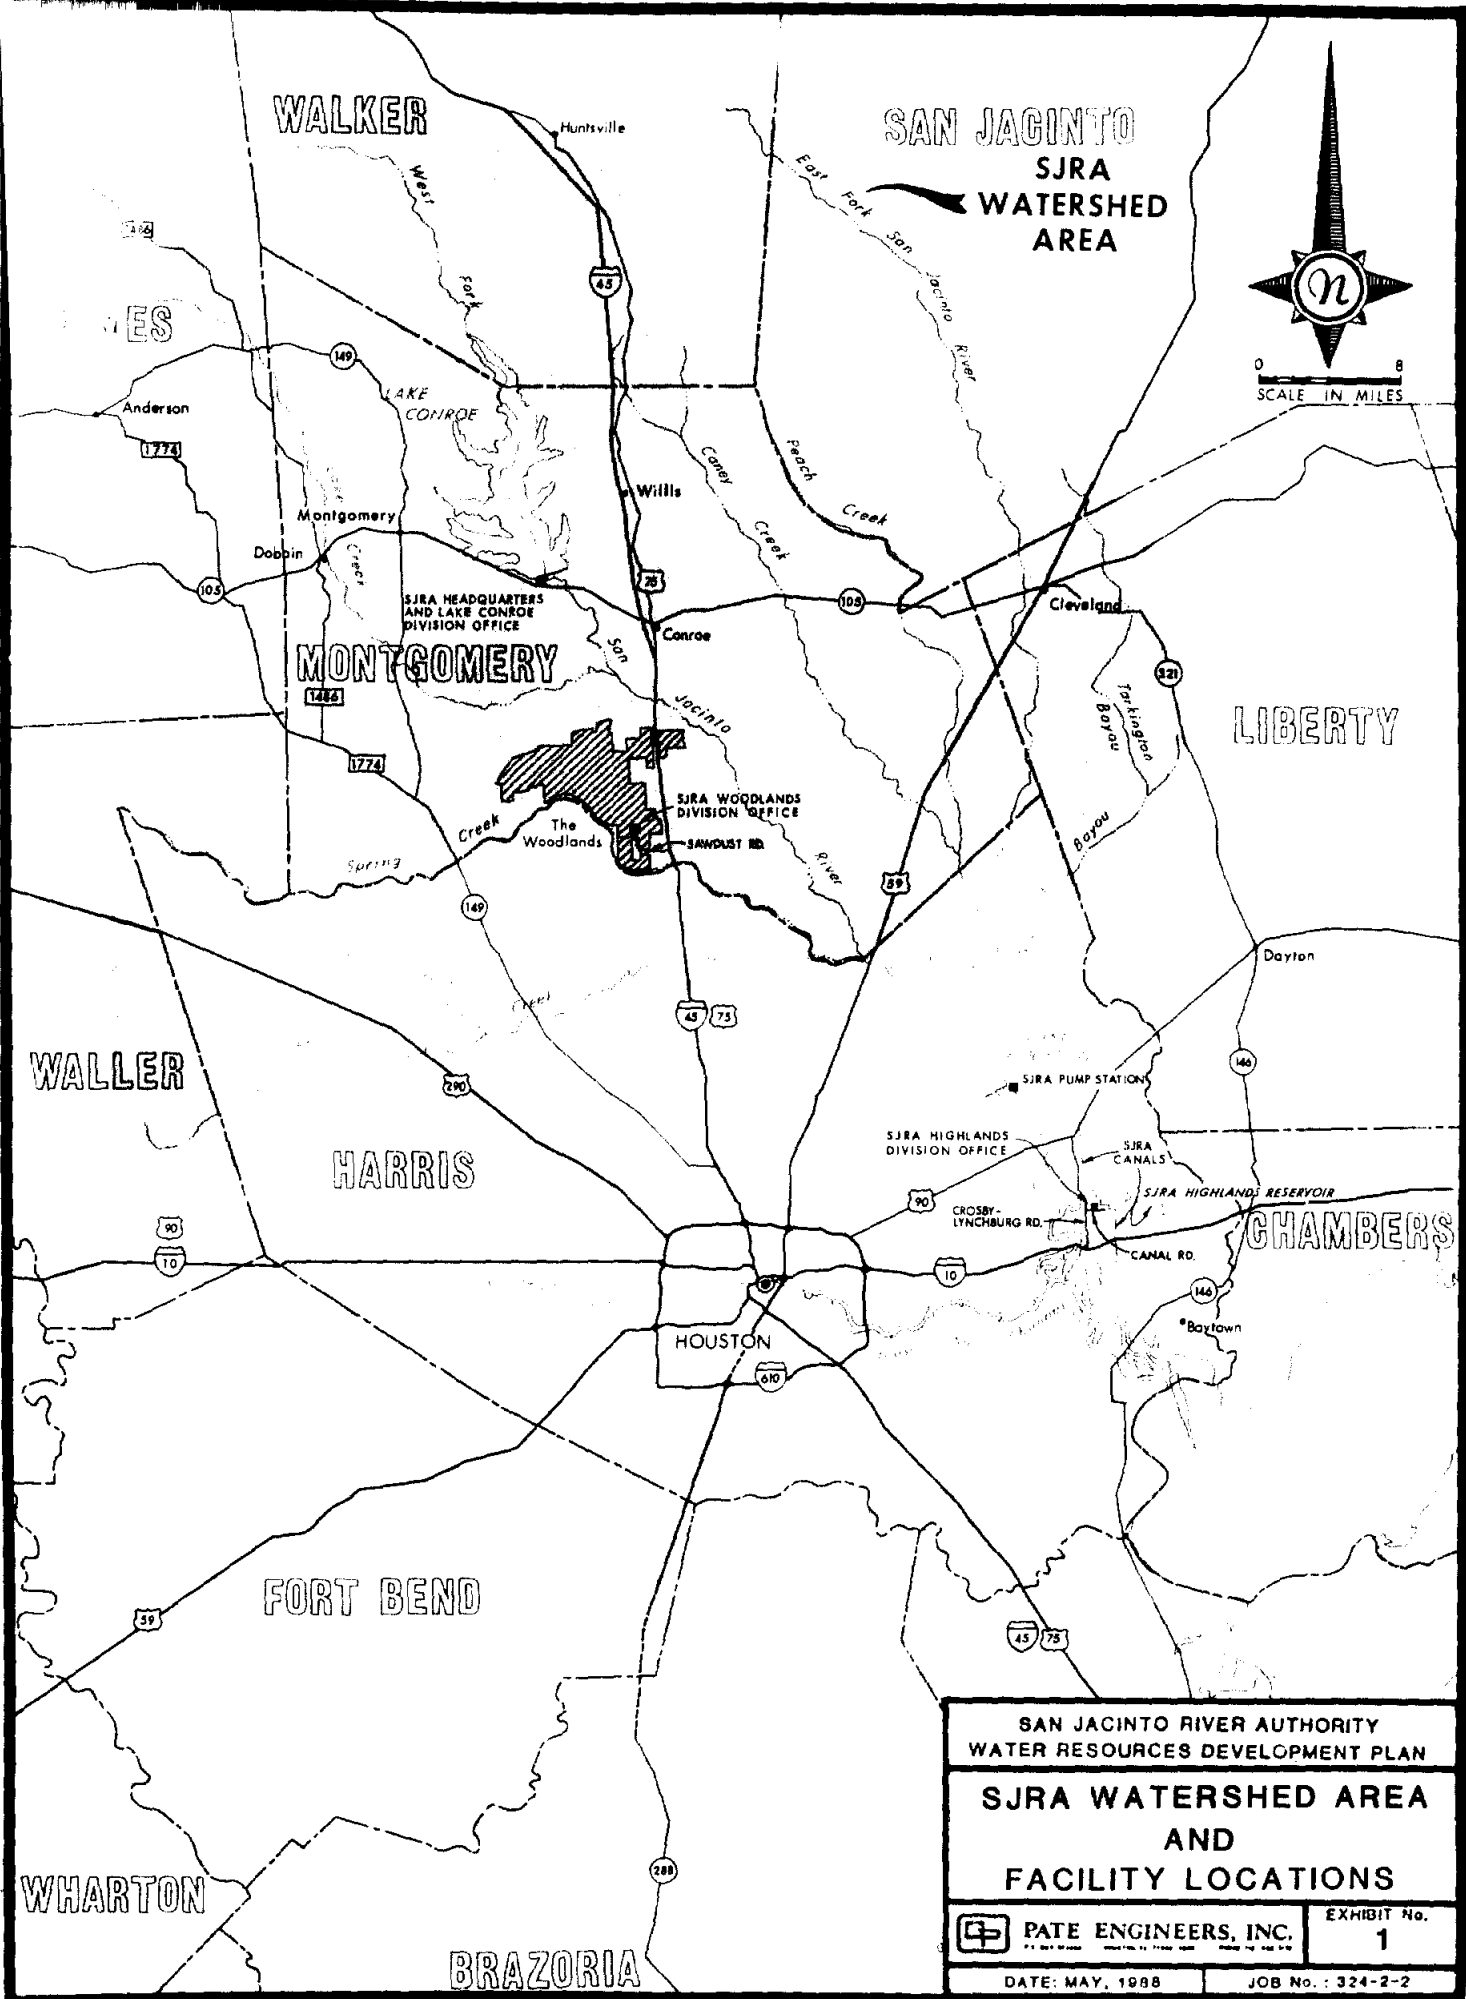 WALKER
Huntsville
SAN JACINTO
SJRA
WATERSHED
AREA
West
Fork
East Fork San Jacinto River
N
45
ES
149
0 8
SCALE IN MILES
LAKE
CONROE
Anderson
1774
Peach
Creek
Caney
Creek
Willis
Montgomery
Dobbin
Creek
105
75
105
Cleveland
SJRA HEADQUARTERS
AND LAKE CONROE
DIVISION OFFICE
Conroe
San
Jacinto
River
MONTGOMERY
1486
321
Tarkington
Bayou
LIBERTY
1774
SJRA WOODLANDS
DIVISION OFFICE
The
Woodlands
SAWDUST RD.
Spring
Creek
Bayou
59
149
Dayton
Creek
45
75
WALLER
290
146
SJRA PUMP STATION
HARRIS
SJRA HIGHLANDS
DIVISION OFFICE
SJRA
CANALS
90
SJRA HIGHLANDS RESERVOIR
CROSBY-
LYNCHBURG RD.
CHAMBERS
90
10
10
CANAL RD.
146
Baytown
HOUSTON
610
FORT BEND
59
45
75
288
WHARTON
BRAZORIA
SAN JACINTO RIVER AUTHORITY
WATER RESOURCES DEVELOPMENT PLAN
SJRA WATERSHED AREA
AND
FACILITY LOCATIONS
PATE ENGINEERS, INC.
EXHIBIT No.
1
DATE: MAY, 1988
JOB No. : 324-2-2